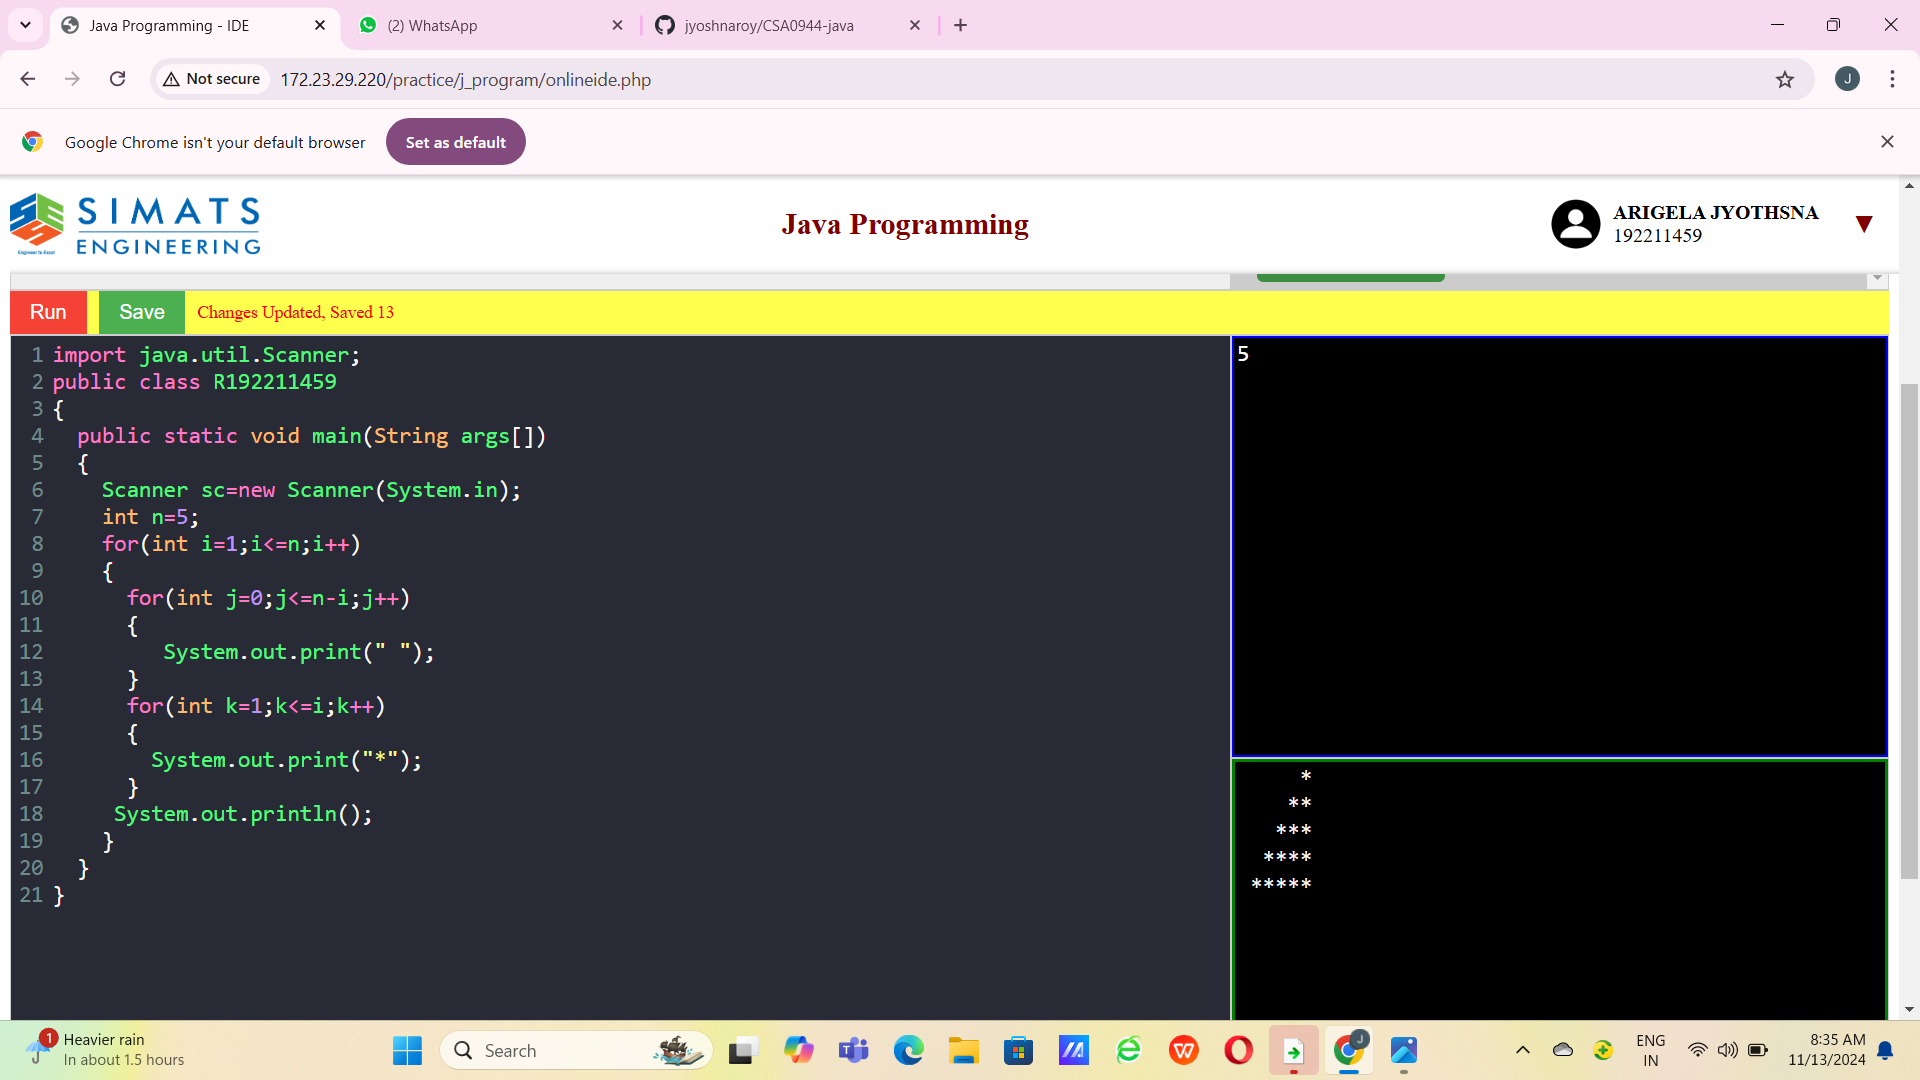 Java Programming - IDE
(2) WhatsApp
jyoshnaroy/CSA0944-java
Not secure
172.23.29.220/practice/j_program/onlineide.php
J
Google Chrome isn't your default browser
Set as default
SIMATS
ENGINEERING
Engineer to Excel
Java Programming
ARIGELA JYOTHSNA
192211459
Run
Save
Changes Updated, Saved 13
1 import java.util.Scanner;
2 public class R192211459
3 {
4   public static void main(String args[])
5   {
6     Scanner sc=new Scanner(System.in);
7     int n=5;
8     for(int i=1;i<=n;i++)
9     {
10       for(int j=0;j<=n-i;j++)
11       {
12          System.out.print(" ");
13       }
14       for(int k=1;k<=i;k++)
15       {
16         System.out.print("*");
17       }
18      System.out.println();
19     }
20   }
21 }
5
     *
    **
   ***
  ****
 *****
1
Heavier rain
In about 1.5 hours
Search
J
ENG
IN
8:35 AM
11/13/2024